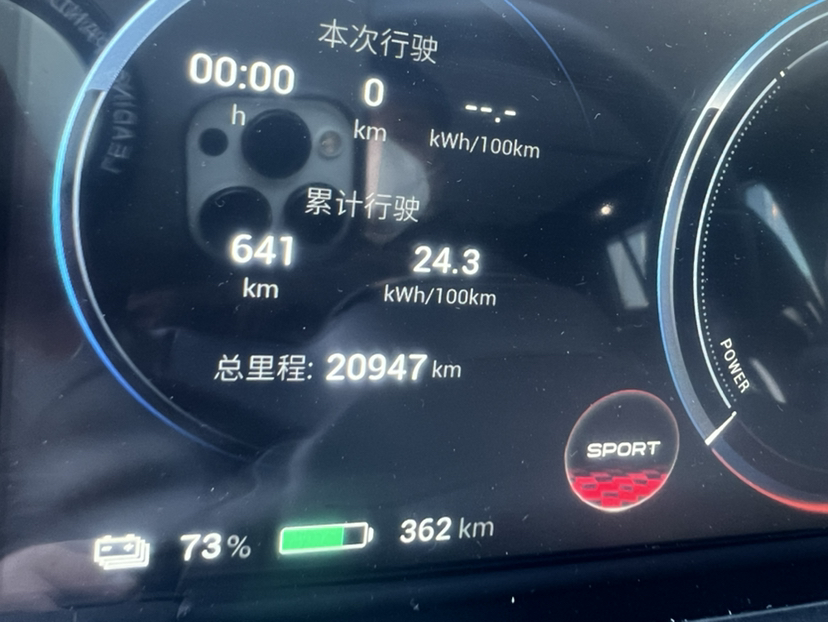 本次行驶
00:00 0 --.-
h km kWh/100km
累计行驶
641 24.3
km kWh/100km
总里程: 20947 km
POWER
SPORT
73% 362 km